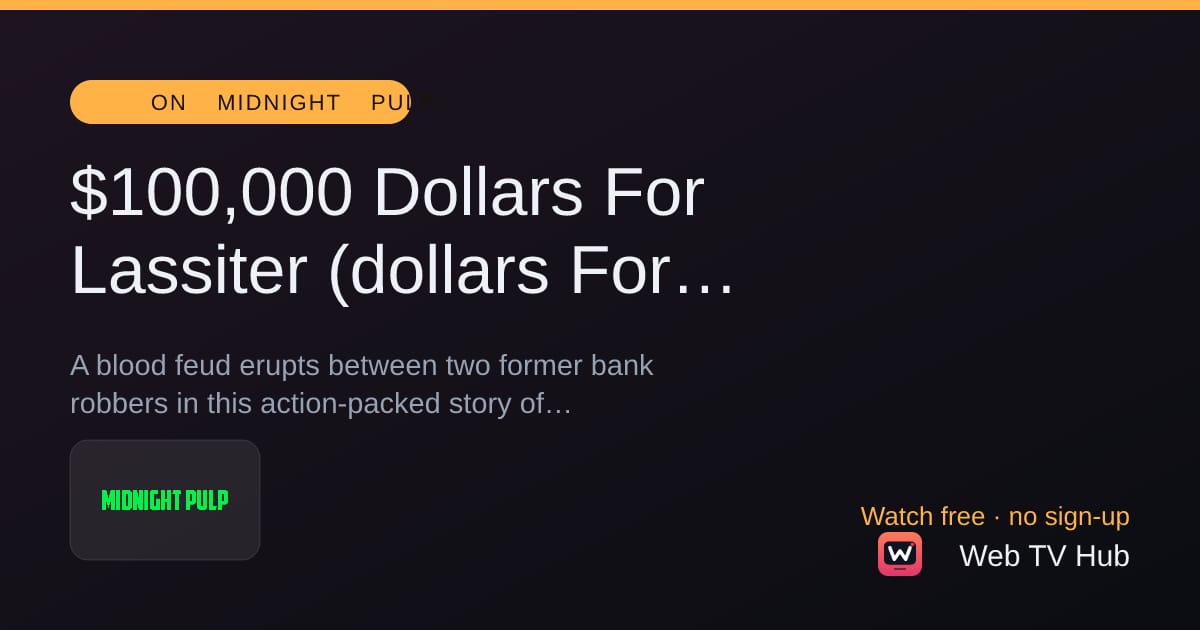 ON MIDNIGHT PULP
$100,000 Dollars For
Lassiter (dollars For…
A blood feud erupts between two former bank
robbers in this action-packed story of…
MIDNIGHT PULP
Watch free · no sign-up
W
Web TV Hub